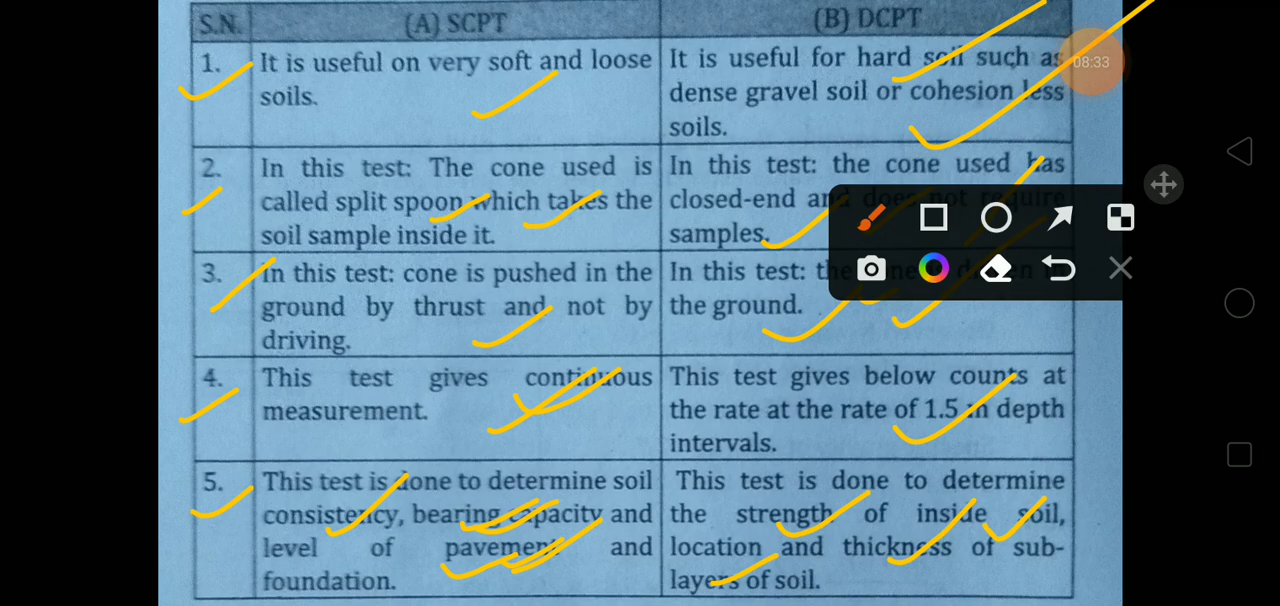 S.N. (A) SCPT (B) DCPT
1. It is useful on very soft and loose
soils.
It is useful for hard soil such as
dense gravel soil or cohesion less
soils.
2. In this test: The cone used is
called split spoon which takes the
soil sample inside it.
In this test: the cone used has
closed-end and does not require
samples.
3. In this test: cone is pushed in the
ground by thrust and not by
driving.
In this test: the
the ground.
4. This test gives continuous
measurement.
This test gives below counts at
the rate at the rate of 1.5 m depth
intervals.
5. This test is done to determine soil
consistency, bearing capacity and
level of pavement and
foundation.
This test is done to determine
the strength of inside soil,
location and thickness of sub-
layers of soil.
08:33